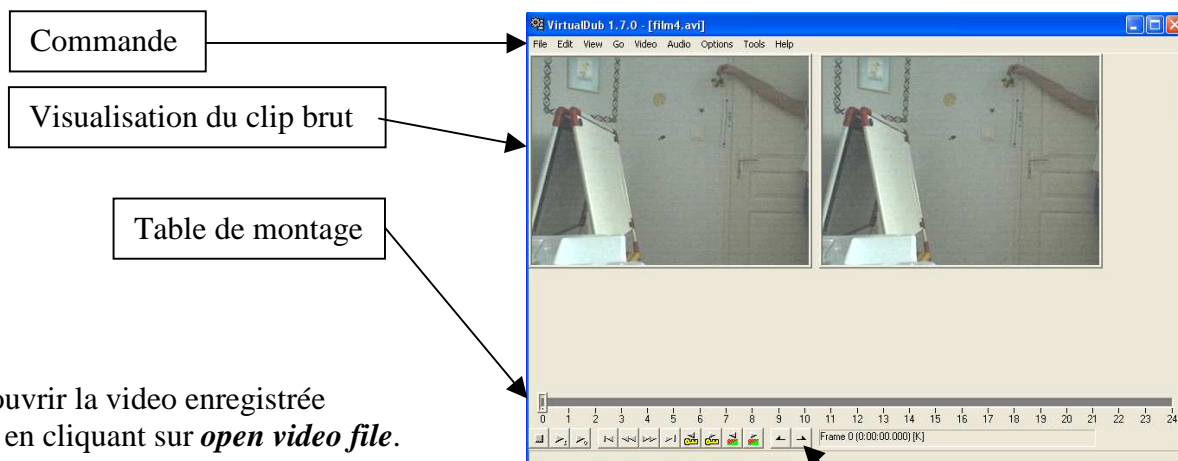 Commande
Visualisation du clip brut
Table de montage
VirtualDub 1.7.0 - [film4.avi]
File Edit View Go Video Audio Options Tools Help
0 1 2 3 4 5 6 7 8 9 10 11 12 13 14 15 16 17 18 19 20 21 22 23 24
Frame 0 (0:00:00.000) [K]
ouvrir la video enregistrée
en cliquant sur open video file.